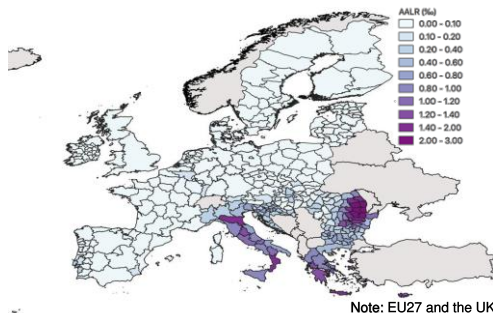 AALR (‰)
0.00 - 0.10
0.10 - 0.20
0.20 - 0.40
0.40 - 0.60
0.60 - 0.80
0.80 - 1.00
1.00 - 1.20
1.20 - 1.40
1.40 - 2.00
2.00 - 3.00
Note: EU27 and the UK